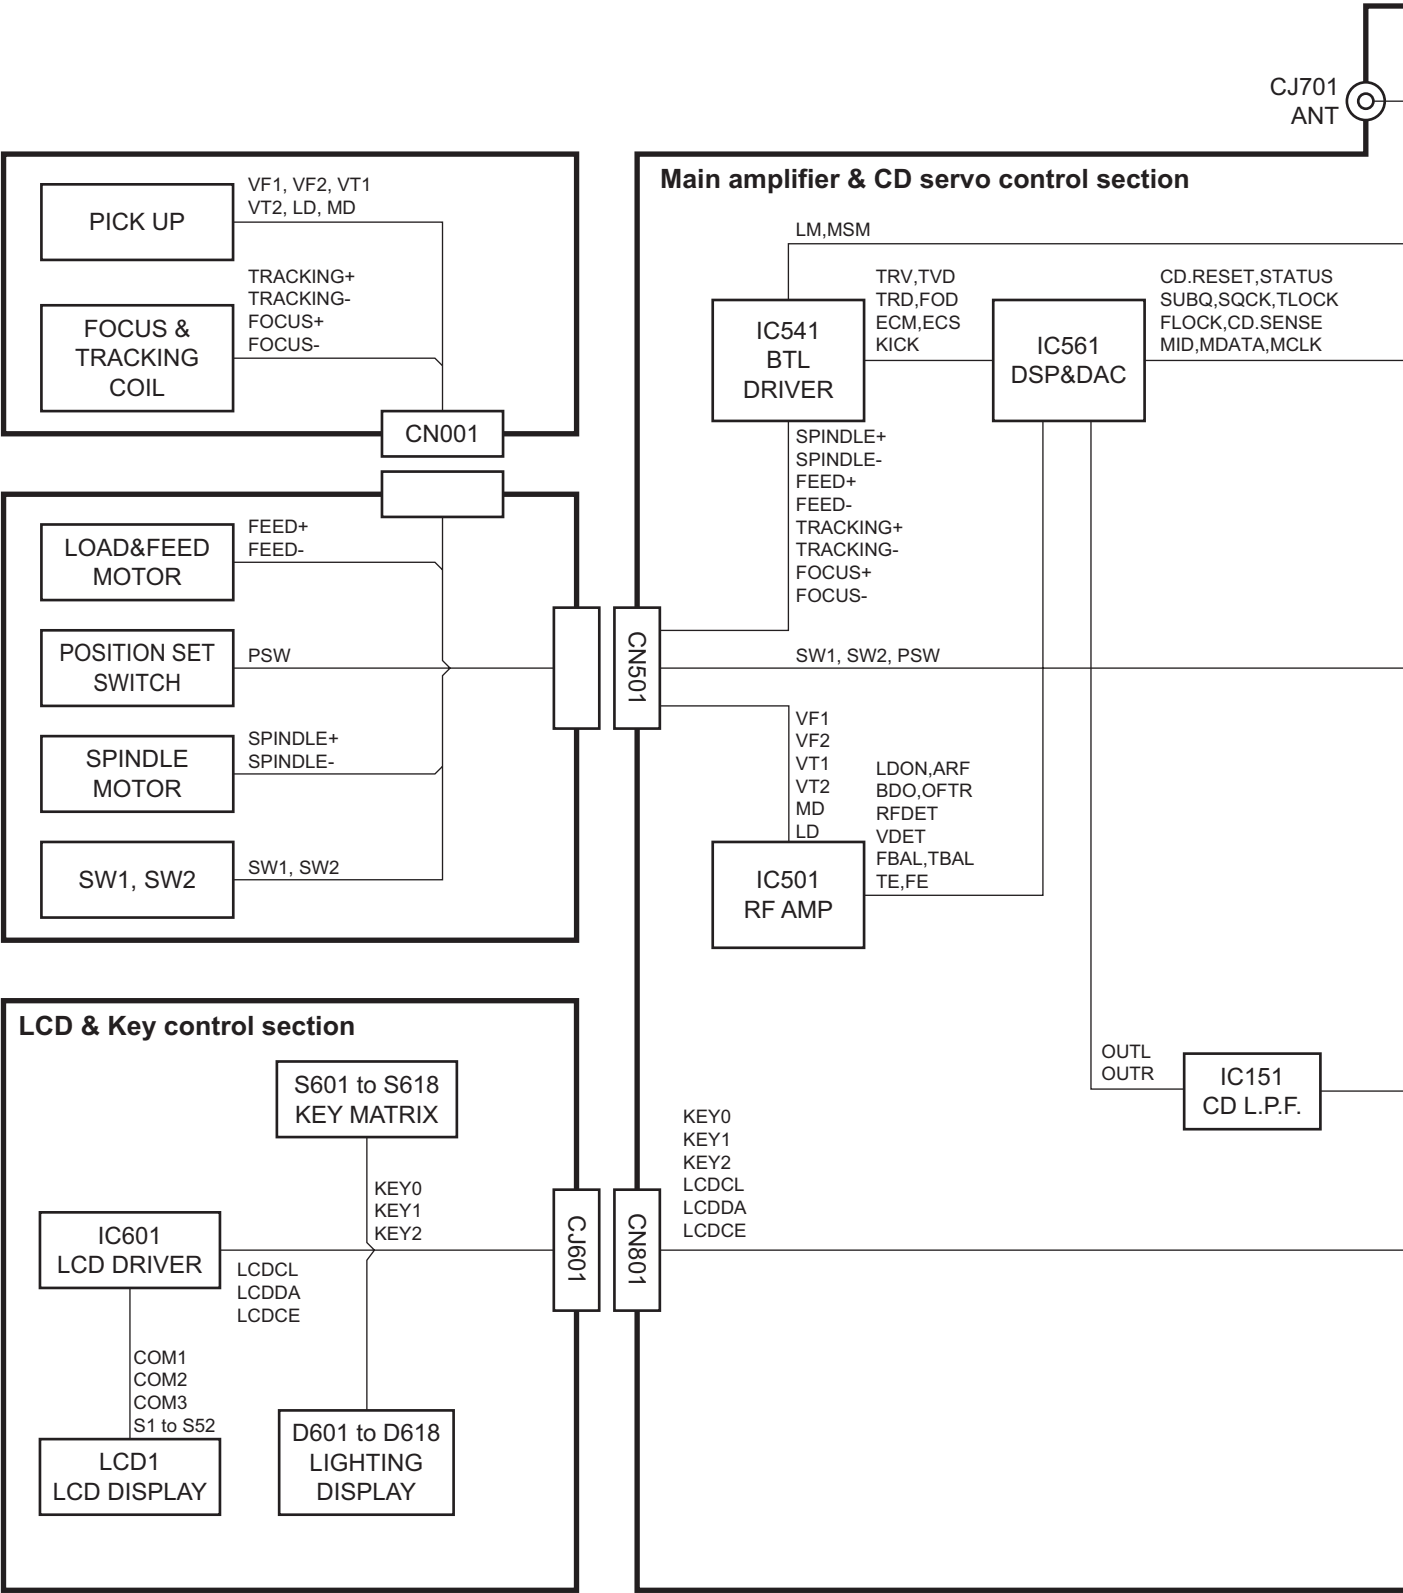 CJ701
ANT
VF1, VF2, VT1
VT2, LD, MD
PICK UP
TRACKING+
TRACKING-
FOCUS+
FOCUS-
FOCUS &
TRACKING
COIL
CN001
FEED+
FEED-
LOAD&FEED
MOTOR
POSITION SET
SWITCH
PSW
SPINDLE+
SPINDLE-
SPINDLE
MOTOR
SW1, SW2
SW1, SW2
Main amplifier & CD servo control section
LM,MSM
TRV,TVD
TRD,FOD
ECM,ECS
KICK
CD.RESET,STATUS
SUBQ,SQCK,TLOCK
FLOCK,CD.SENSE
MID,MDATA,MCLK
IC541
BTL
DRIVER
IC561
DSP&DAC
SPINDLE+
SPINDLE-
FEED+
FEED-
TRACKING+
TRACKING-
FOCUS+
FOCUS-
CN501
SW1, SW2, PSW
VF1
VF2
VT1
VT2
MD
LD
LDON,ARF
BDO,OFTR
RFDET
VDET
FBAL,TBAL
TE,FE
IC501
RF AMP
OUTL
OUTR
IC151
CD L.P.F.
LCD & Key control section
S601 to S618
KEY MATRIX
KEY0
KEY1
KEY2
IC601
LCD DRIVER
LCDCL
LCDDA
LCDCE
COM1
COM2
COM3
S1 to S52
LCD1
LCD DISPLAY
D601 to D618
LIGHTING
DISPLAY
CJ601
CN801
KEY0
KEY1
KEY2
LCDCL
LCDDA
LCDCE